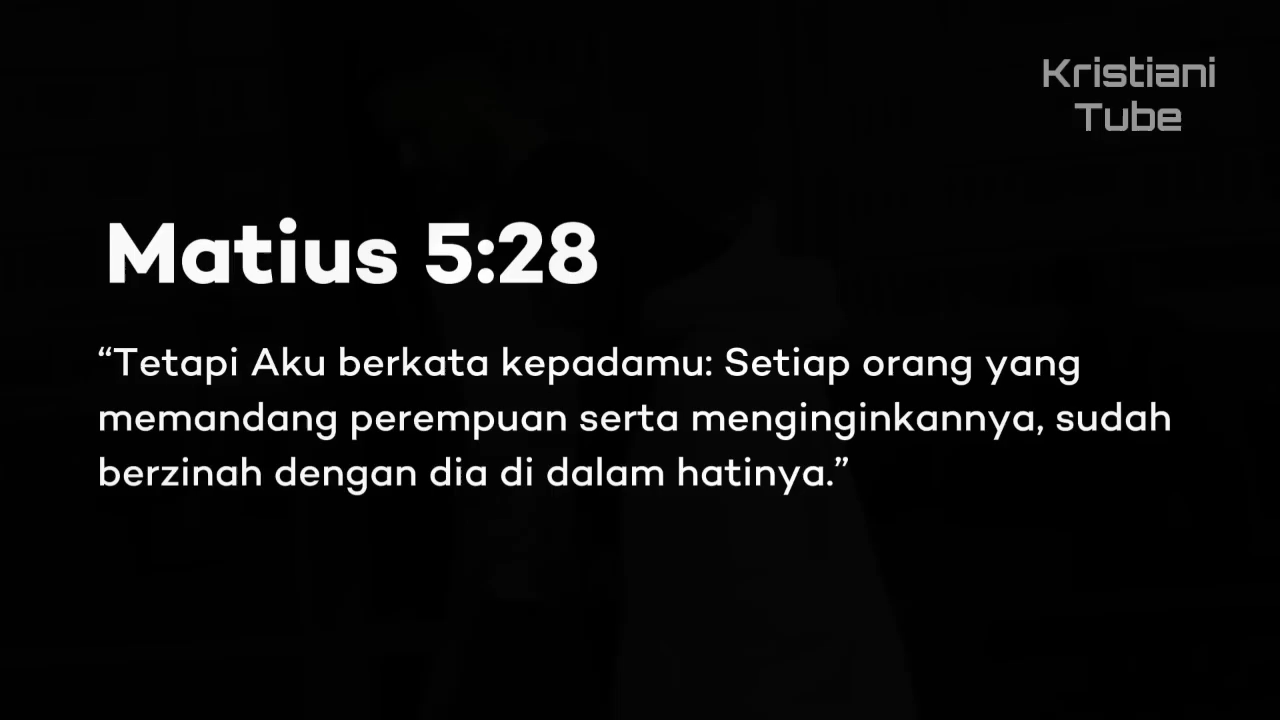 Kristiani
Tube
Matius 5:28
“Tetapi Aku berkata kepadamu: Setiap orang yang
memandang perempuan serta menginginkannya, sudah
berzinah dengan dia di dalam hatinya.”